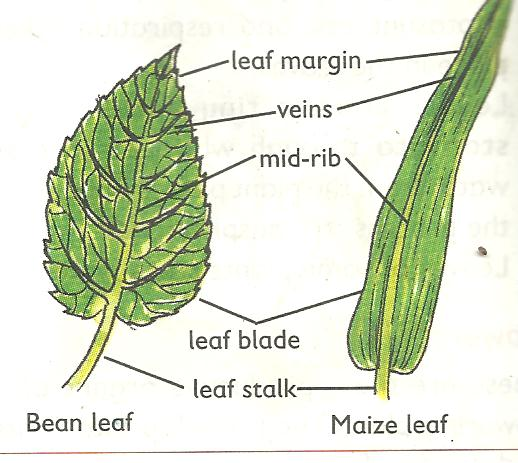 leaf margin
veins
mid-rib
leaf blade
leaf stalk
Bean leaf
Maize leaf